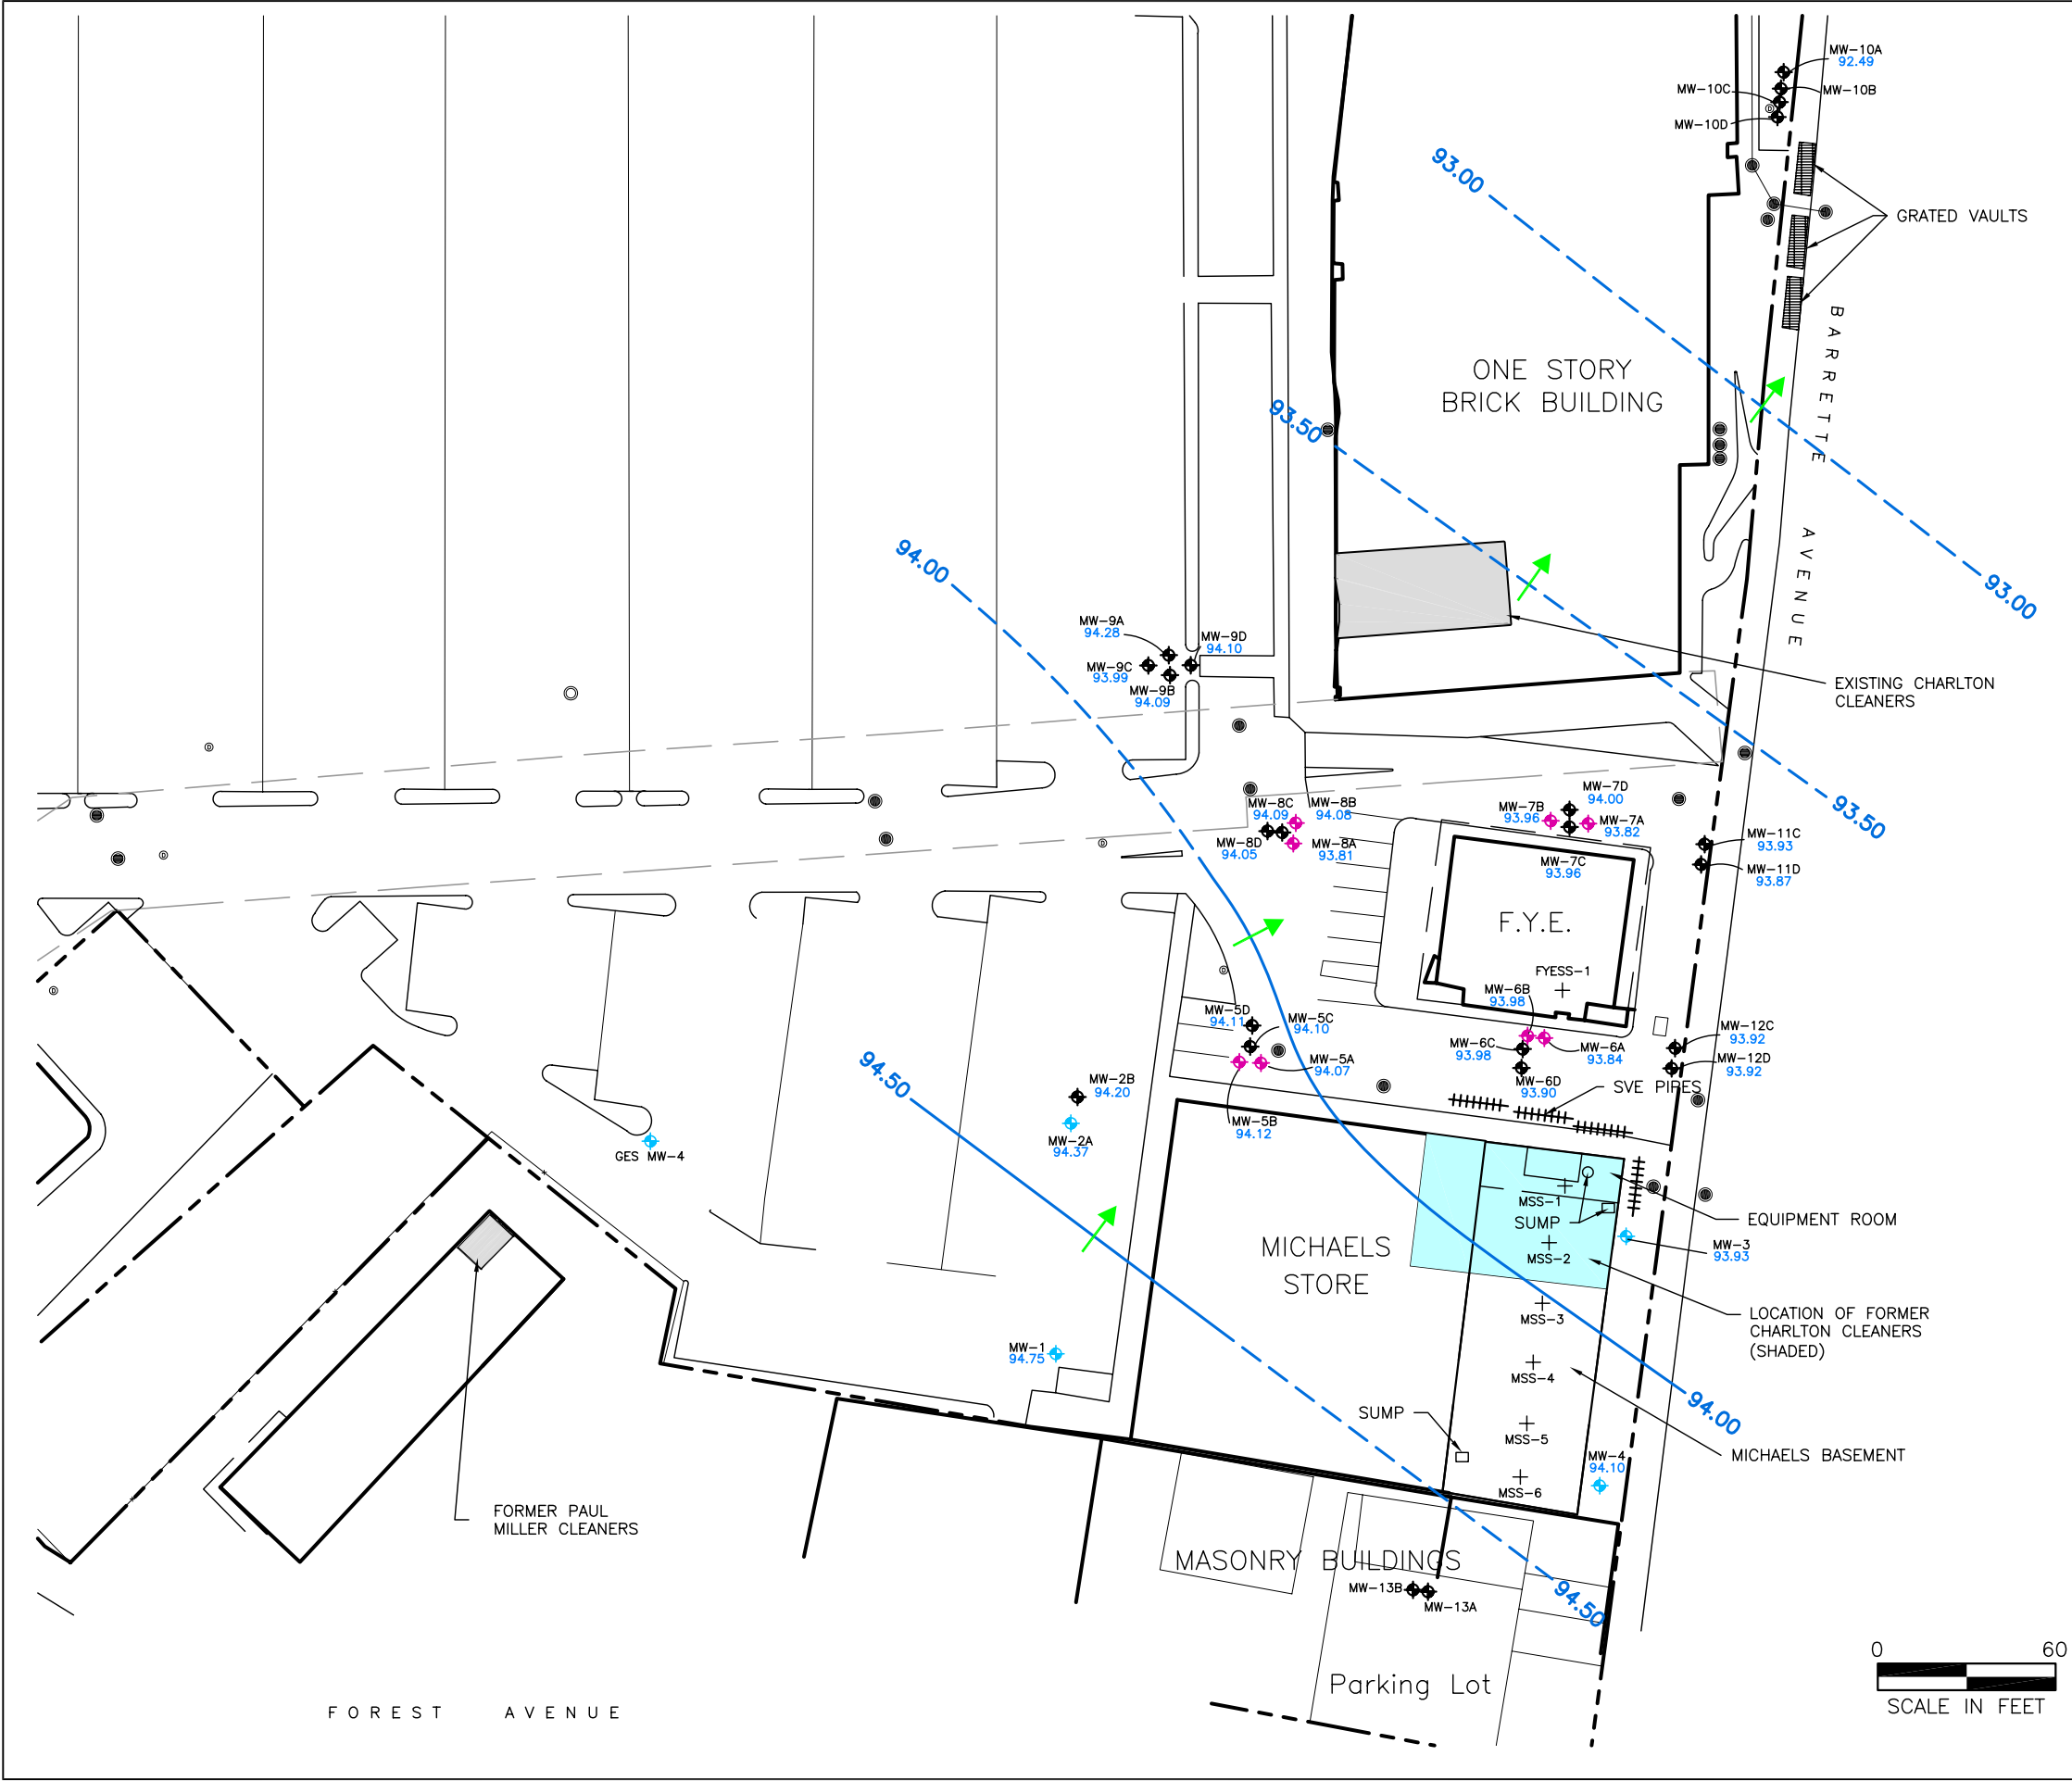 MW-10A
92.49
MW-10C
MW-10B
MW-10D
93.00
GRATED VAULTS
BARRETTE AVENUE
ONE STORY
BRICK BUILDING
93.50
94.00
93.00
MW-9A
94.28
MW-9D
94.10
MW-9C
93.99
MW-9B
94.09
EXISTING CHARLTON
CLEANERS
MW-7D
94.00
MW-8C
94.09
MW-8B
94.08
MW-7B
93.96
MW-7A
93.82
93.50
MW-8D
94.05
MW-8A
93.81
MW-11C
93.93
MW-7C
93.96
MW-11D
93.87
F.Y.E.
FYESS-1
MW-6B
93.98
MW-5D
94.11
MW-5C
94.10
MW-12C
93.92
MW-6C
93.98
MW-6A
93.84
MW-12D
93.92
94.50
MW-5A
94.07
MW-2B
94.20
MW-6D
93.90
SVE PIPES
MW-5B
94.12
MW-2A
94.37
GES MW-4
MSS-1
SUMP
EQUIPMENT ROOM
MICHAELS
STORE
MSS-2
MW-3
93.93
MSS-3
LOCATION OF FORMER
CHARLTON CLEANERS
(SHADED)
MW-1
94.75
MSS-4
94.00
SUMP
MSS-5
MICHAELS BASEMENT
MW-4
94.10
MSS-6
FORMER PAUL
MILLER CLEANERS
MASONRY BUILDINGS
MW-13B
MW-13A
94.50
Parking Lot
0 60
SCALE IN FEET
FOREST AVENUE